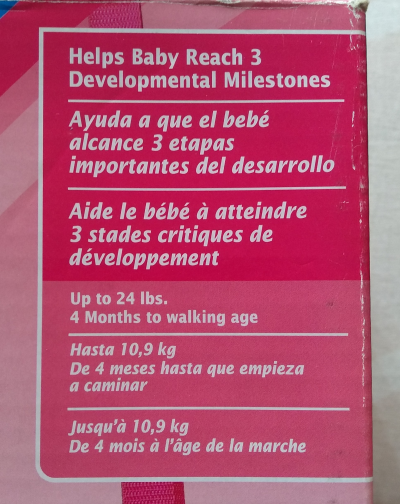 Helps Baby Reach 3
Developmental Milestones
Ayuda a que el bebé
alcance 3 etapas
importantes del desarrollo
Aide le bébé à atteindre
3 stades critiques de
développement
Up to 24 lbs.
4 Months to walking age
Hasta 10,9 kg
De 4 meses hasta que empieza
a caminar
Jusqu'à 10,9 kg
De 4 mois à l'âge de la marche